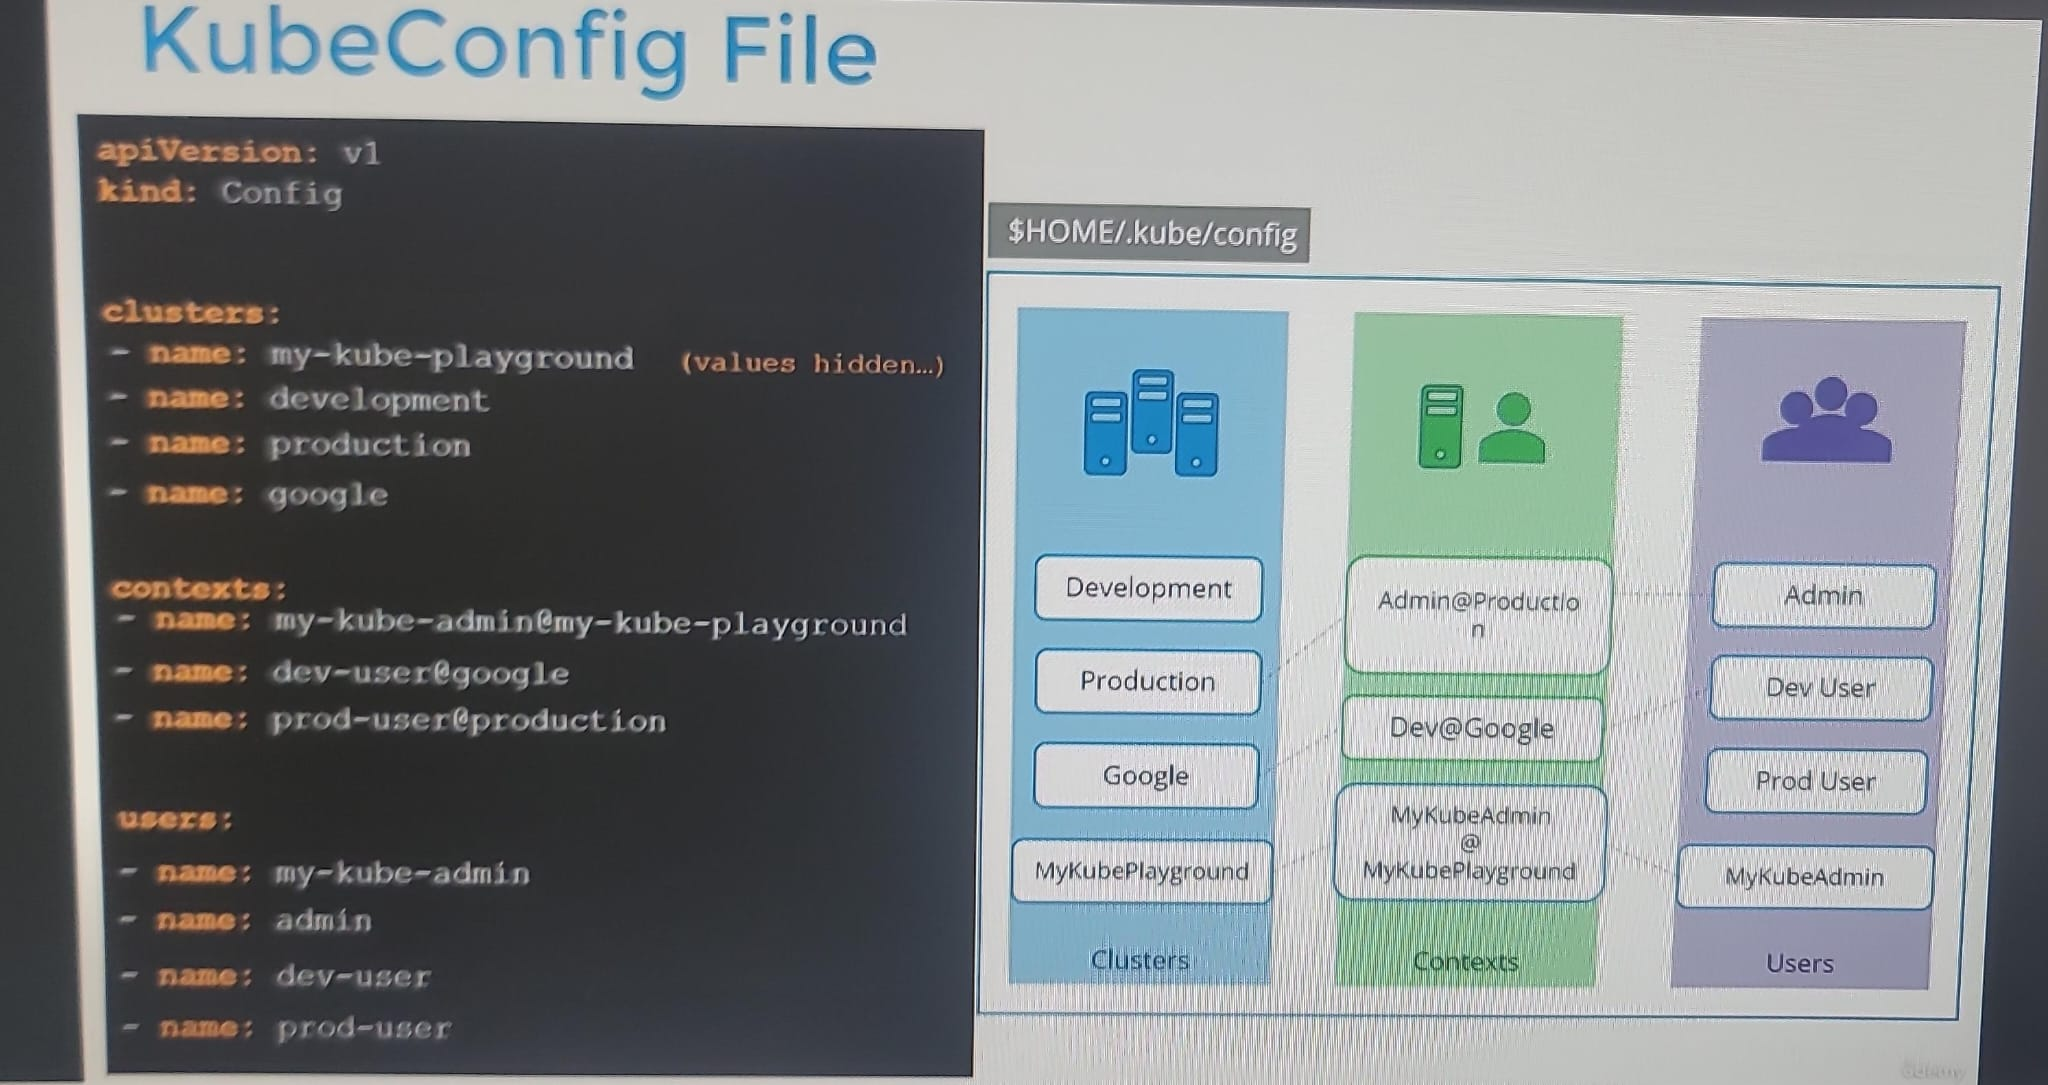 KubeConfig File
apiVersion: v1
kind: Config
clusters:
- name: my-kube-playground (values hidden…)
- name: development
- name: production
- name: google
contexts:
- name: my-kube-admin@my-kube-playground
- name: dev-user@google
- name: prod-user@production
users:
- name: my-kube-admin
- name: admin
- name: dev-user
- name: prod-user
$HOME/.kube/config
Development
Production
Google
MyKubePlayground
Clusters
Admin@Productio
n
Dev@Google
MyKubeAdmin
@
MyKubePlayground
Contexts
Admin
Dev User
Prod User
MyKubeAdmin
Users
Udemy